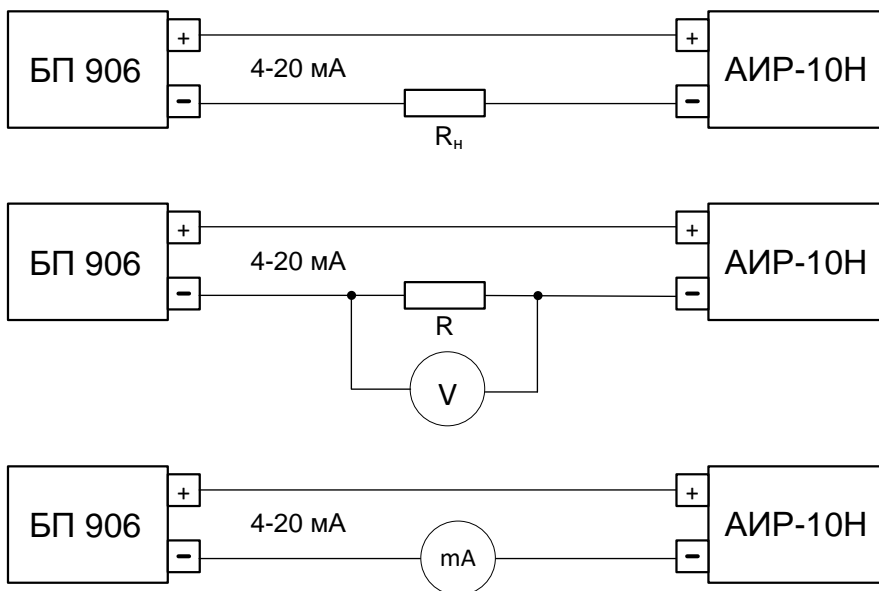 + +
БП 906 4-20 мА АИР-10Н
− −
Rн
+ +
БП 906 4-20 мА АИР-10Н
− −
R
V
+ +
БП 906 4-20 мА АИР-10Н
− mA −